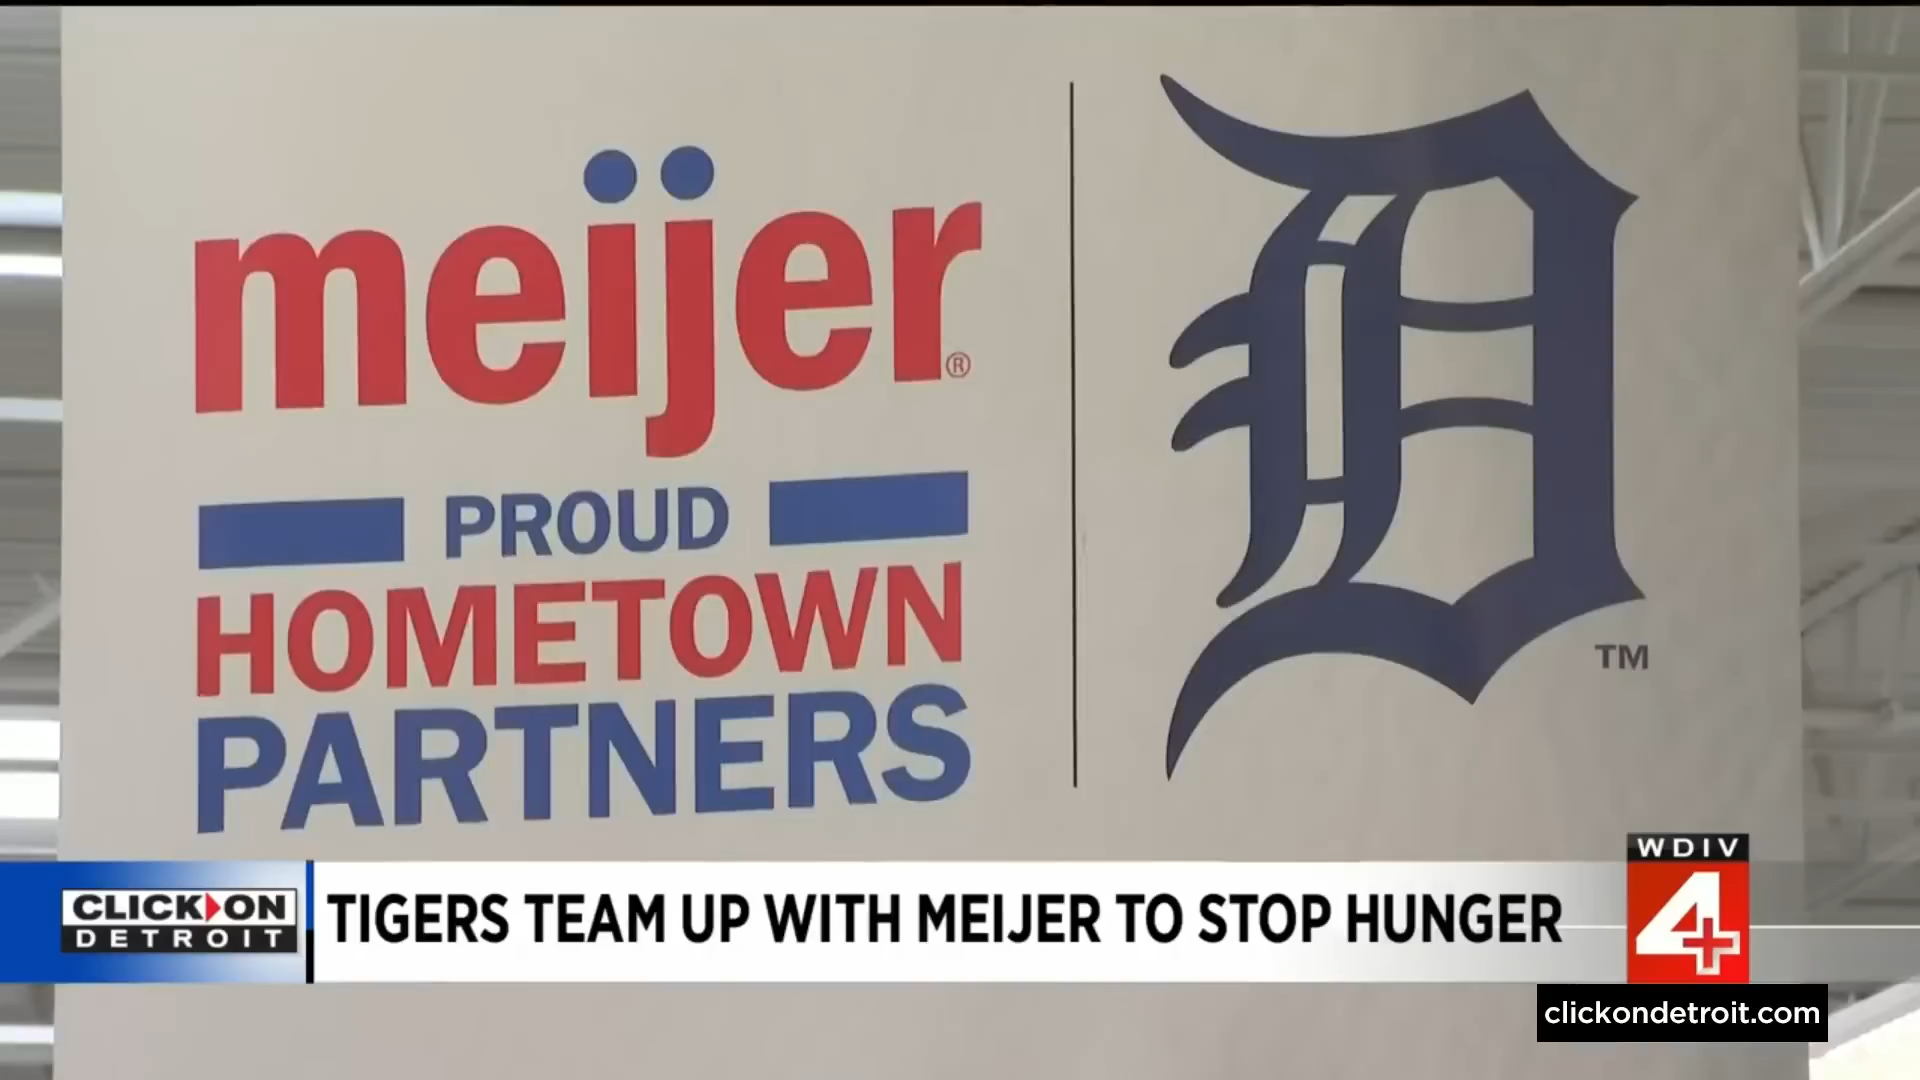 meijer®
PROUD
HOMETOWN
PARTNERS
D
TM
CLICK ON
DETROIT
TIGERS TEAM UP WITH MEIJER TO STOP HUNGER
WDIV
4
clickondetroit.com